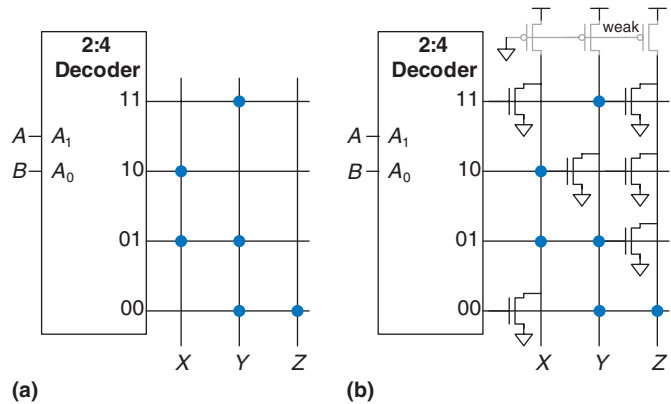 2:4
Decoder
11
A A1
10
B A0
01
00
X Y Z
(a)
2:4
Decoder
weak
11
A A1
10
B A0
01
00
X Y Z
(b)